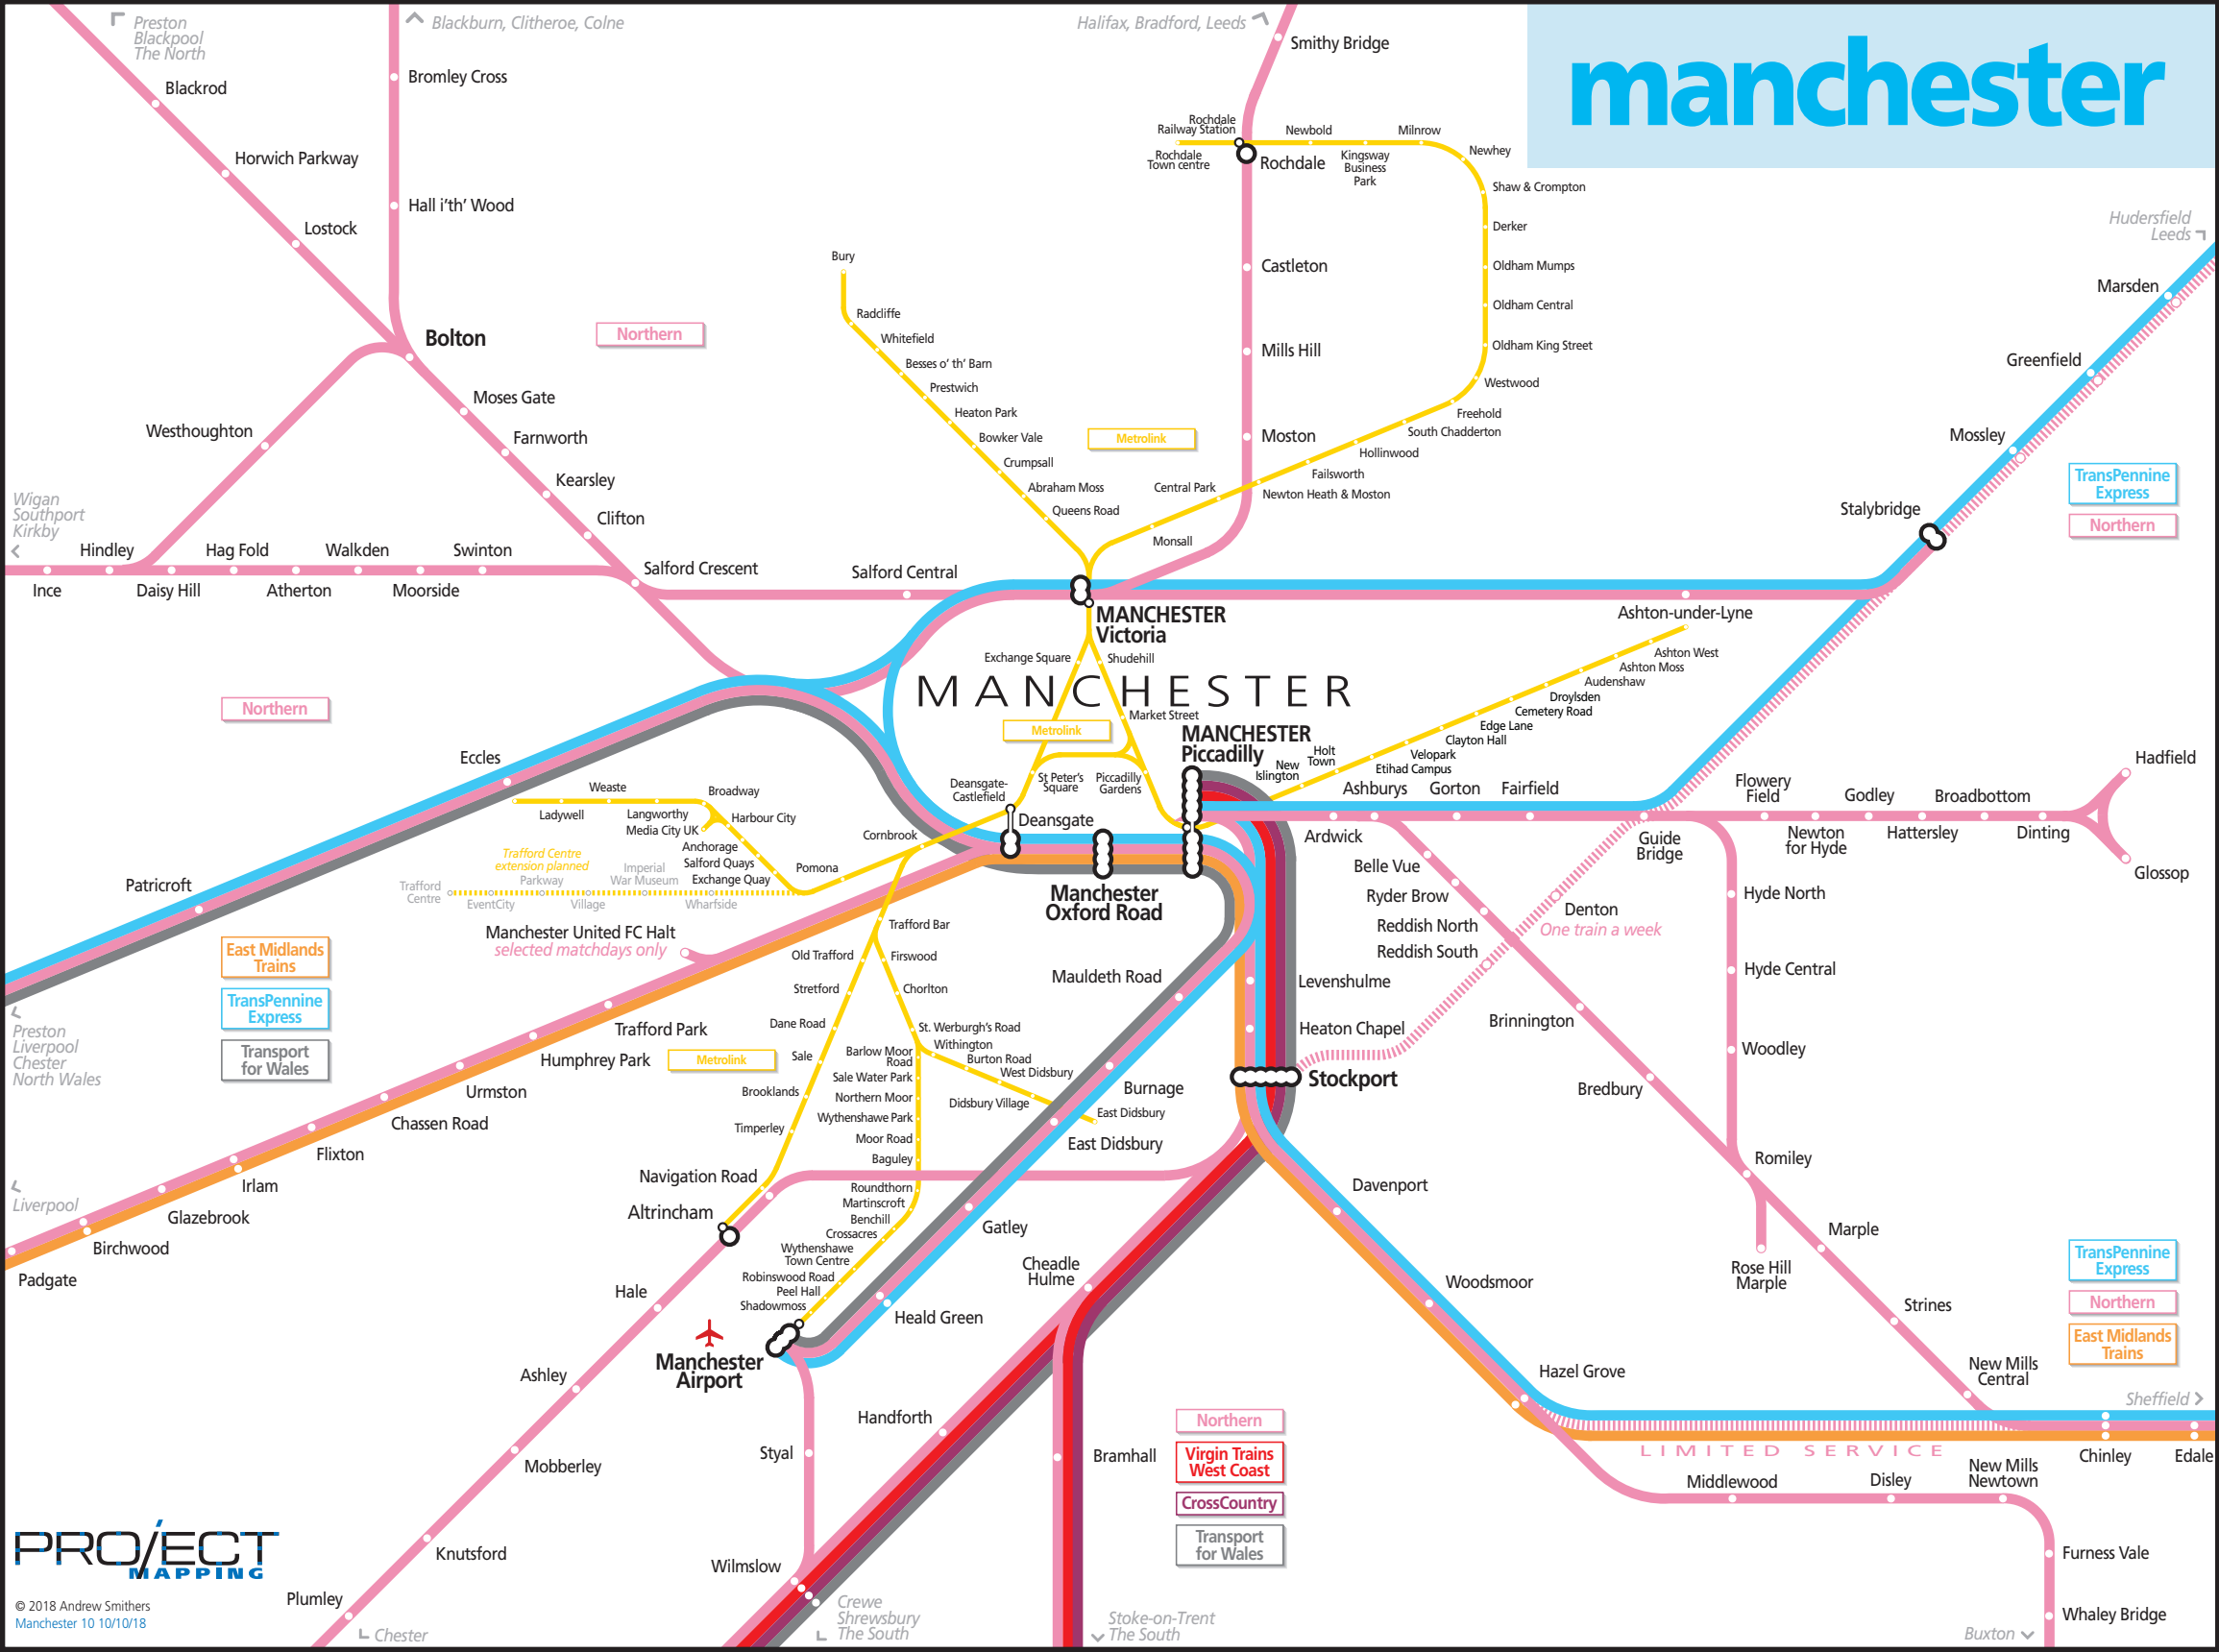 manchester
Preston
Blackpool
The North
Blackburn, Clitheroe, Colne
Halifax, Bradford, Leeds
Smithy Bridge
Blackrod
Bromley Cross
Horwich Parkway
Hall i'th' Wood
Lostock
Bolton
Northern
Westhoughton
Moses Gate
Farnworth
Kearsley
Clifton
Wigan
Southport
Kirkby
Hindley
Hag Fold
Walkden
Swinton
Ince
Daisy Hill
Atherton
Moorside
Salford Crescent
Salford Central
Rochdale
Railway Station
Rochdale
Town centre
Rochdale
Newbold
Kingsway
Business
Park
Milnrow
Newhey
Shaw & Crompton
Derker
Oldham Mumps
Oldham Central
Oldham King Street
Westwood
Freehold
South Chadderton
Hollinwood
Failsworth
Newton Heath & Moston
Central Park
Monsall
Castleton
Mills Hill
Moston
Metrolink
Bury
Radcliffe
Whitefield
Besses o' th' Barn
Prestwich
Heaton Park
Bowker Vale
Crumpsall
Abraham Moss
Queens Road
Hudersfield
Leeds
Marsden
Greenfield
Mossley
Stalybridge
TransPennine
Express
Northern
MANCHESTER
Victoria
Ashton-under-Lyne
Exchange Square
Shudehill
MANCHESTER
Market Street
Metrolink
MANCHESTER
Piccadilly
Ashton West
Ashton Moss
Audenshaw
Droylsden
Cemetery Road
Edge Lane
Clayton Hall
Velopark
Etihad Campus
Holt
Town
New
Islington
Deansgate-
Castlefield
St Peter's
Square
Piccadilly
Gardens
Deansgate
Cornbrook
Manchester
Oxford Road
Ashburys
Gorton
Fairfield
Ardwick
Guide
Bridge
Flowery
Field
Newton
for Hyde
Godley
Hattersley
Broadbottom
Dinting
Hadfield
Glossop
Northern
Eccles
Patricroft
Weaste
Ladywell
Langworthy
Broadway
Media City UK
Harbour City
Anchorage
Salford Quays
Exchange Quay
Pomona
Trafford Centre
extension planned
Trafford
Centre
EventCity
Parkway
Village
Imperial
War Museum
Wharfside
Manchester United FC Halt
selected matchdays only
East Midlands
Trains
TransPennine
Express
Transport
for Wales
Preston
Liverpool
Chester
North Wales
Trafford Park
Humphrey Park
Urmston
Chassen Road
Flixton
Irlam
Glazebrook
Birchwood
Padgate
Liverpool
Metrolink
Trafford Bar
Old Trafford
Stretford
Dane Road
Sale
Brooklands
Timperley
Navigation Road
Altrincham
Firswood
Chorlton
St. Werburgh's Road
Withington
Burton Road
West Didsbury
Didsbury Village
East Didsbury
Barlow Moor
Road
Sale Water Park
Northern Moor
Wythenshawe Park
Moor Road
Baguley
Roundthorn
Martinscroft
Benchill
Crossacres
Wythenshawe
Town Centre
Robinswood Road
Peel Hall
Shadowmoss
Manchester
Airport
Mauldeth Road
Burnage
East Didsbury
Gatley
Heald Green
Levenshulme
Heaton Chapel
Stockport
Belle Vue
Ryder Brow
Reddish North
Reddish South
Denton
One train a week
Brinnington
Bredbury
Hyde North
Hyde Central
Woodley
Romiley
Rose Hill
Marple
Marple
Strines
New Mills
Central
Davenport
Woodsmoor
Hazel Grove
LIMITED SERVICE
Middlewood
Disley
New Mills
Newtown
Furness Vale
Whaley Bridge
Buxton
Chinley
Edale
Sheffield
TransPennine
Express
Northern
East Midlands
Trains
Hale
Ashley
Mobberley
Knutsford
Plumley
Chester
Styal
Wilmslow
Handforth
Cheadle
Hulme
Bramhall
Northern
Virgin Trains
West Coast
CrossCountry
Transport
for Wales
Crewe
Shrewsbury
The South
Stoke-on-Trent
The South
PROJECT
MAPPING
© 2018 Andrew Smithers
Manchester 10 10/10/18